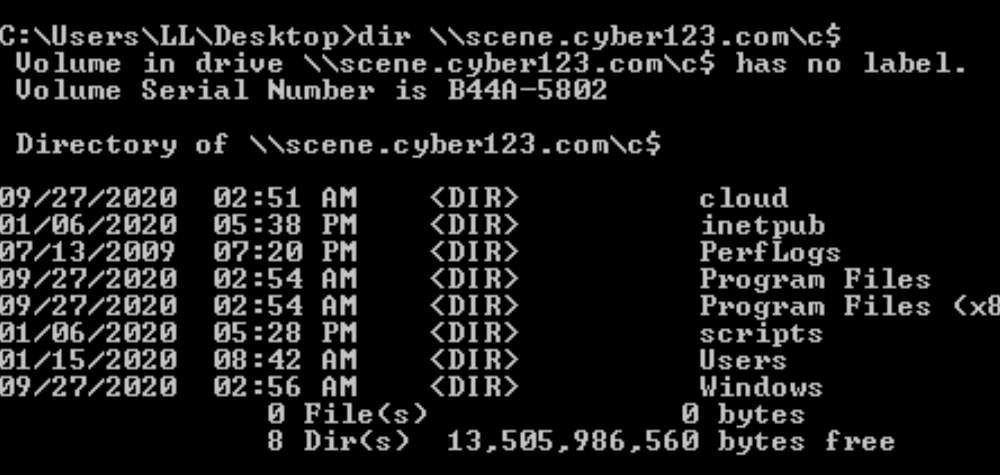 C:\Users\LL\Desktop>dir \\scene.cyber123.com\c$
Volume in drive \\scene.cyber123.com\c$ has no label.
Volume Serial Number is B44A-5802
Directory of \\scene.cyber123.com\c$
09/27/2020 02:51 AM <DIR> cloud
01/06/2020 05:38 PM <DIR> inetpub
07/13/2009 07:20 PM <DIR> PerfLogs
09/27/2020 02:54 AM <DIR> Program Files
09/27/2020 02:54 AM <DIR> Program Files (x8
01/06/2020 05:28 PM <DIR> scripts
01/15/2020 08:42 AM <DIR> Users
09/27/2020 02:56 AM <DIR> Windows
0 File(s) 0 bytes
8 Dir(s) 13,505,986,560 bytes free